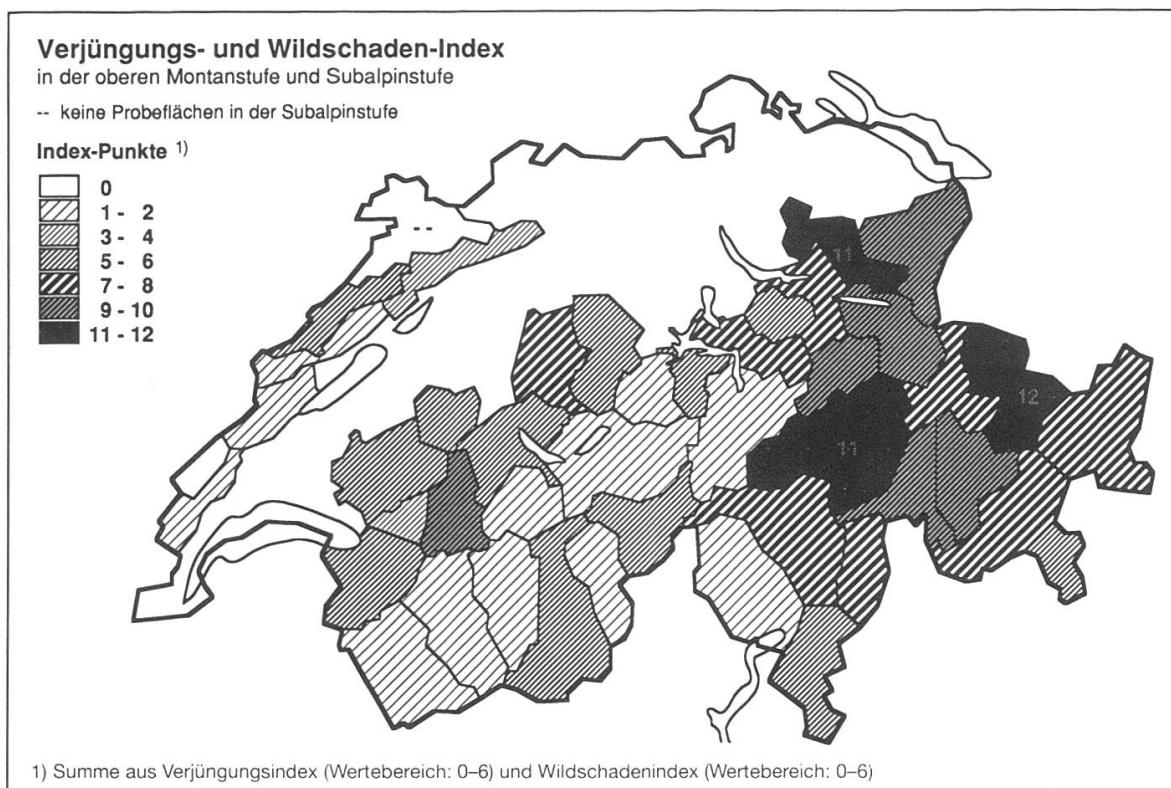 Verjüngungs- und Wildschaden-Index
in der oberen Montanstufe und Subalpinstufe
-- keine Probeflächen in der Subalpinstufe
Index-Punkte 1)
0
1 - 2
3 - 4
5 - 6
7 - 8
9 - 10
11 - 12
--
11
12
11
1) Summe aus Verjüngungsindex (Wertebereich: 0–6) und Wildschadenindex (Wertebereich: 0–6)